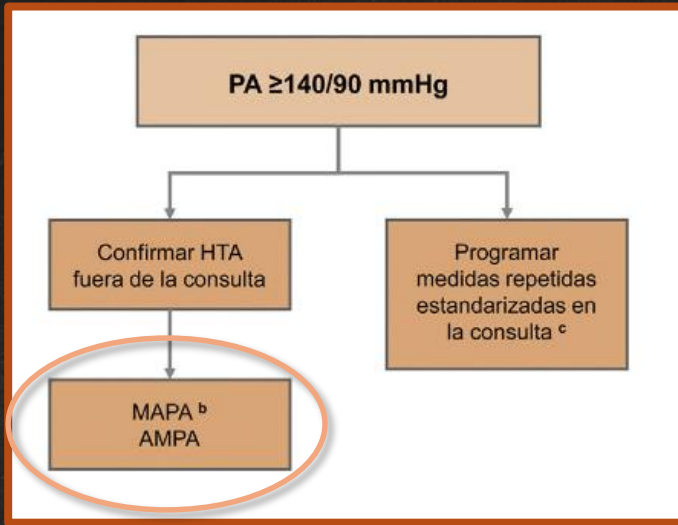 PA ≥140/90 mmHg
Confirmar HTA
fuera de la consulta
Programar
medidas repetidas
estandarizadas en
la consulta ᶜ
MAPA ᵇ
AMPA